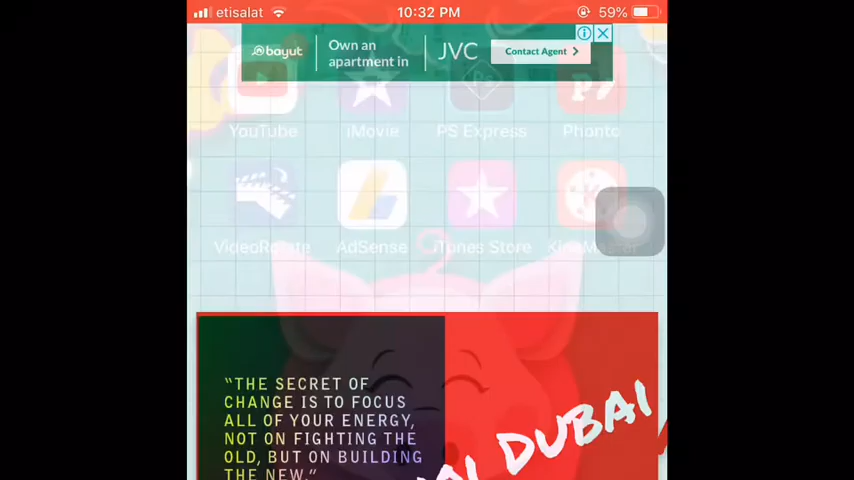 etisalat
10:32 PM
59%
bayut
Own an
apartment in
JVC
Contact Agent
YouTube
iMovie
PS Express
Phonto
AdSense
iTunes Store
KineMaster
"THE SECRET OF
CHANGE IS TO FOCUS
ALL OF YOUR ENERGY,
NOT ON FIGHTING THE
OLD, BUT ON BUILDING
THE NEW."
DUBAI